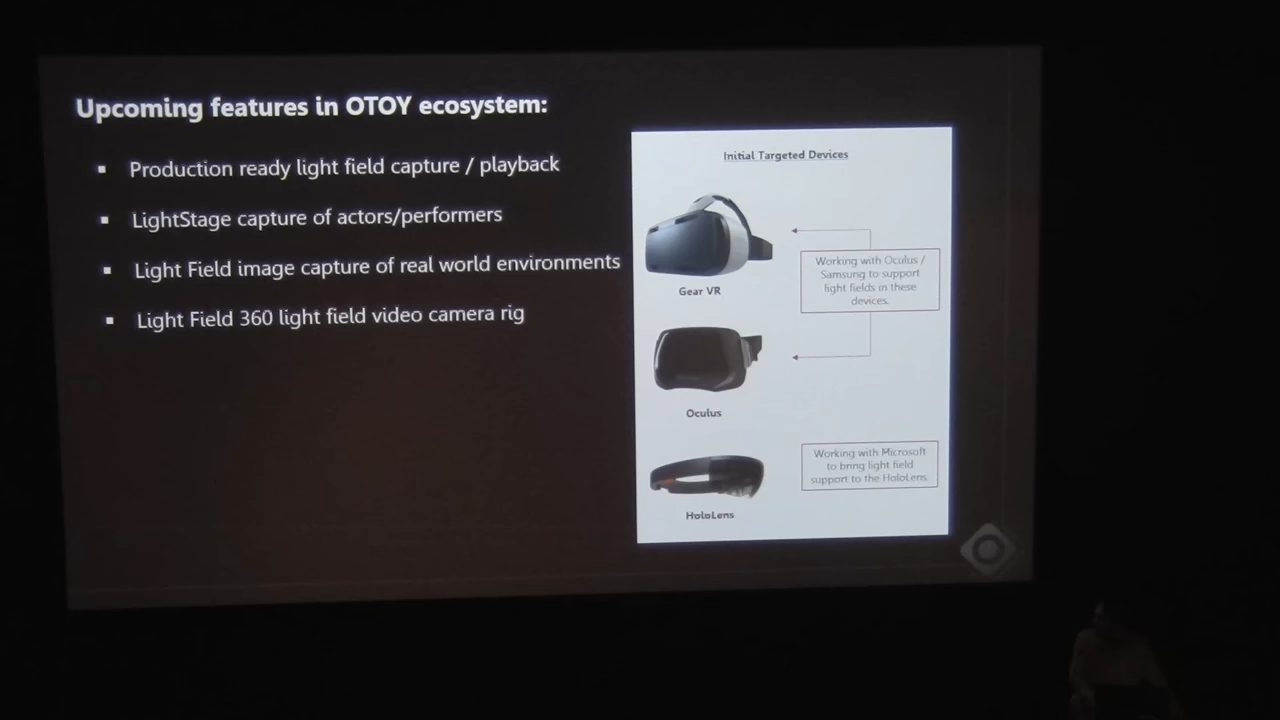 Upcoming features in OTOY ecosystem:
▪ Production ready light field capture / playback
▪ LightStage capture of actors/performers
▪ Light Field image capture of real world environments
▪ Light Field 360 light field video camera rig
Initial Targeted Devices
Gear VR
Working with Oculus /
Samsung to support
light fields in these
devices.
Oculus
HoloLens
Working with Microsoft
to bring light field
support to the HoloLens.